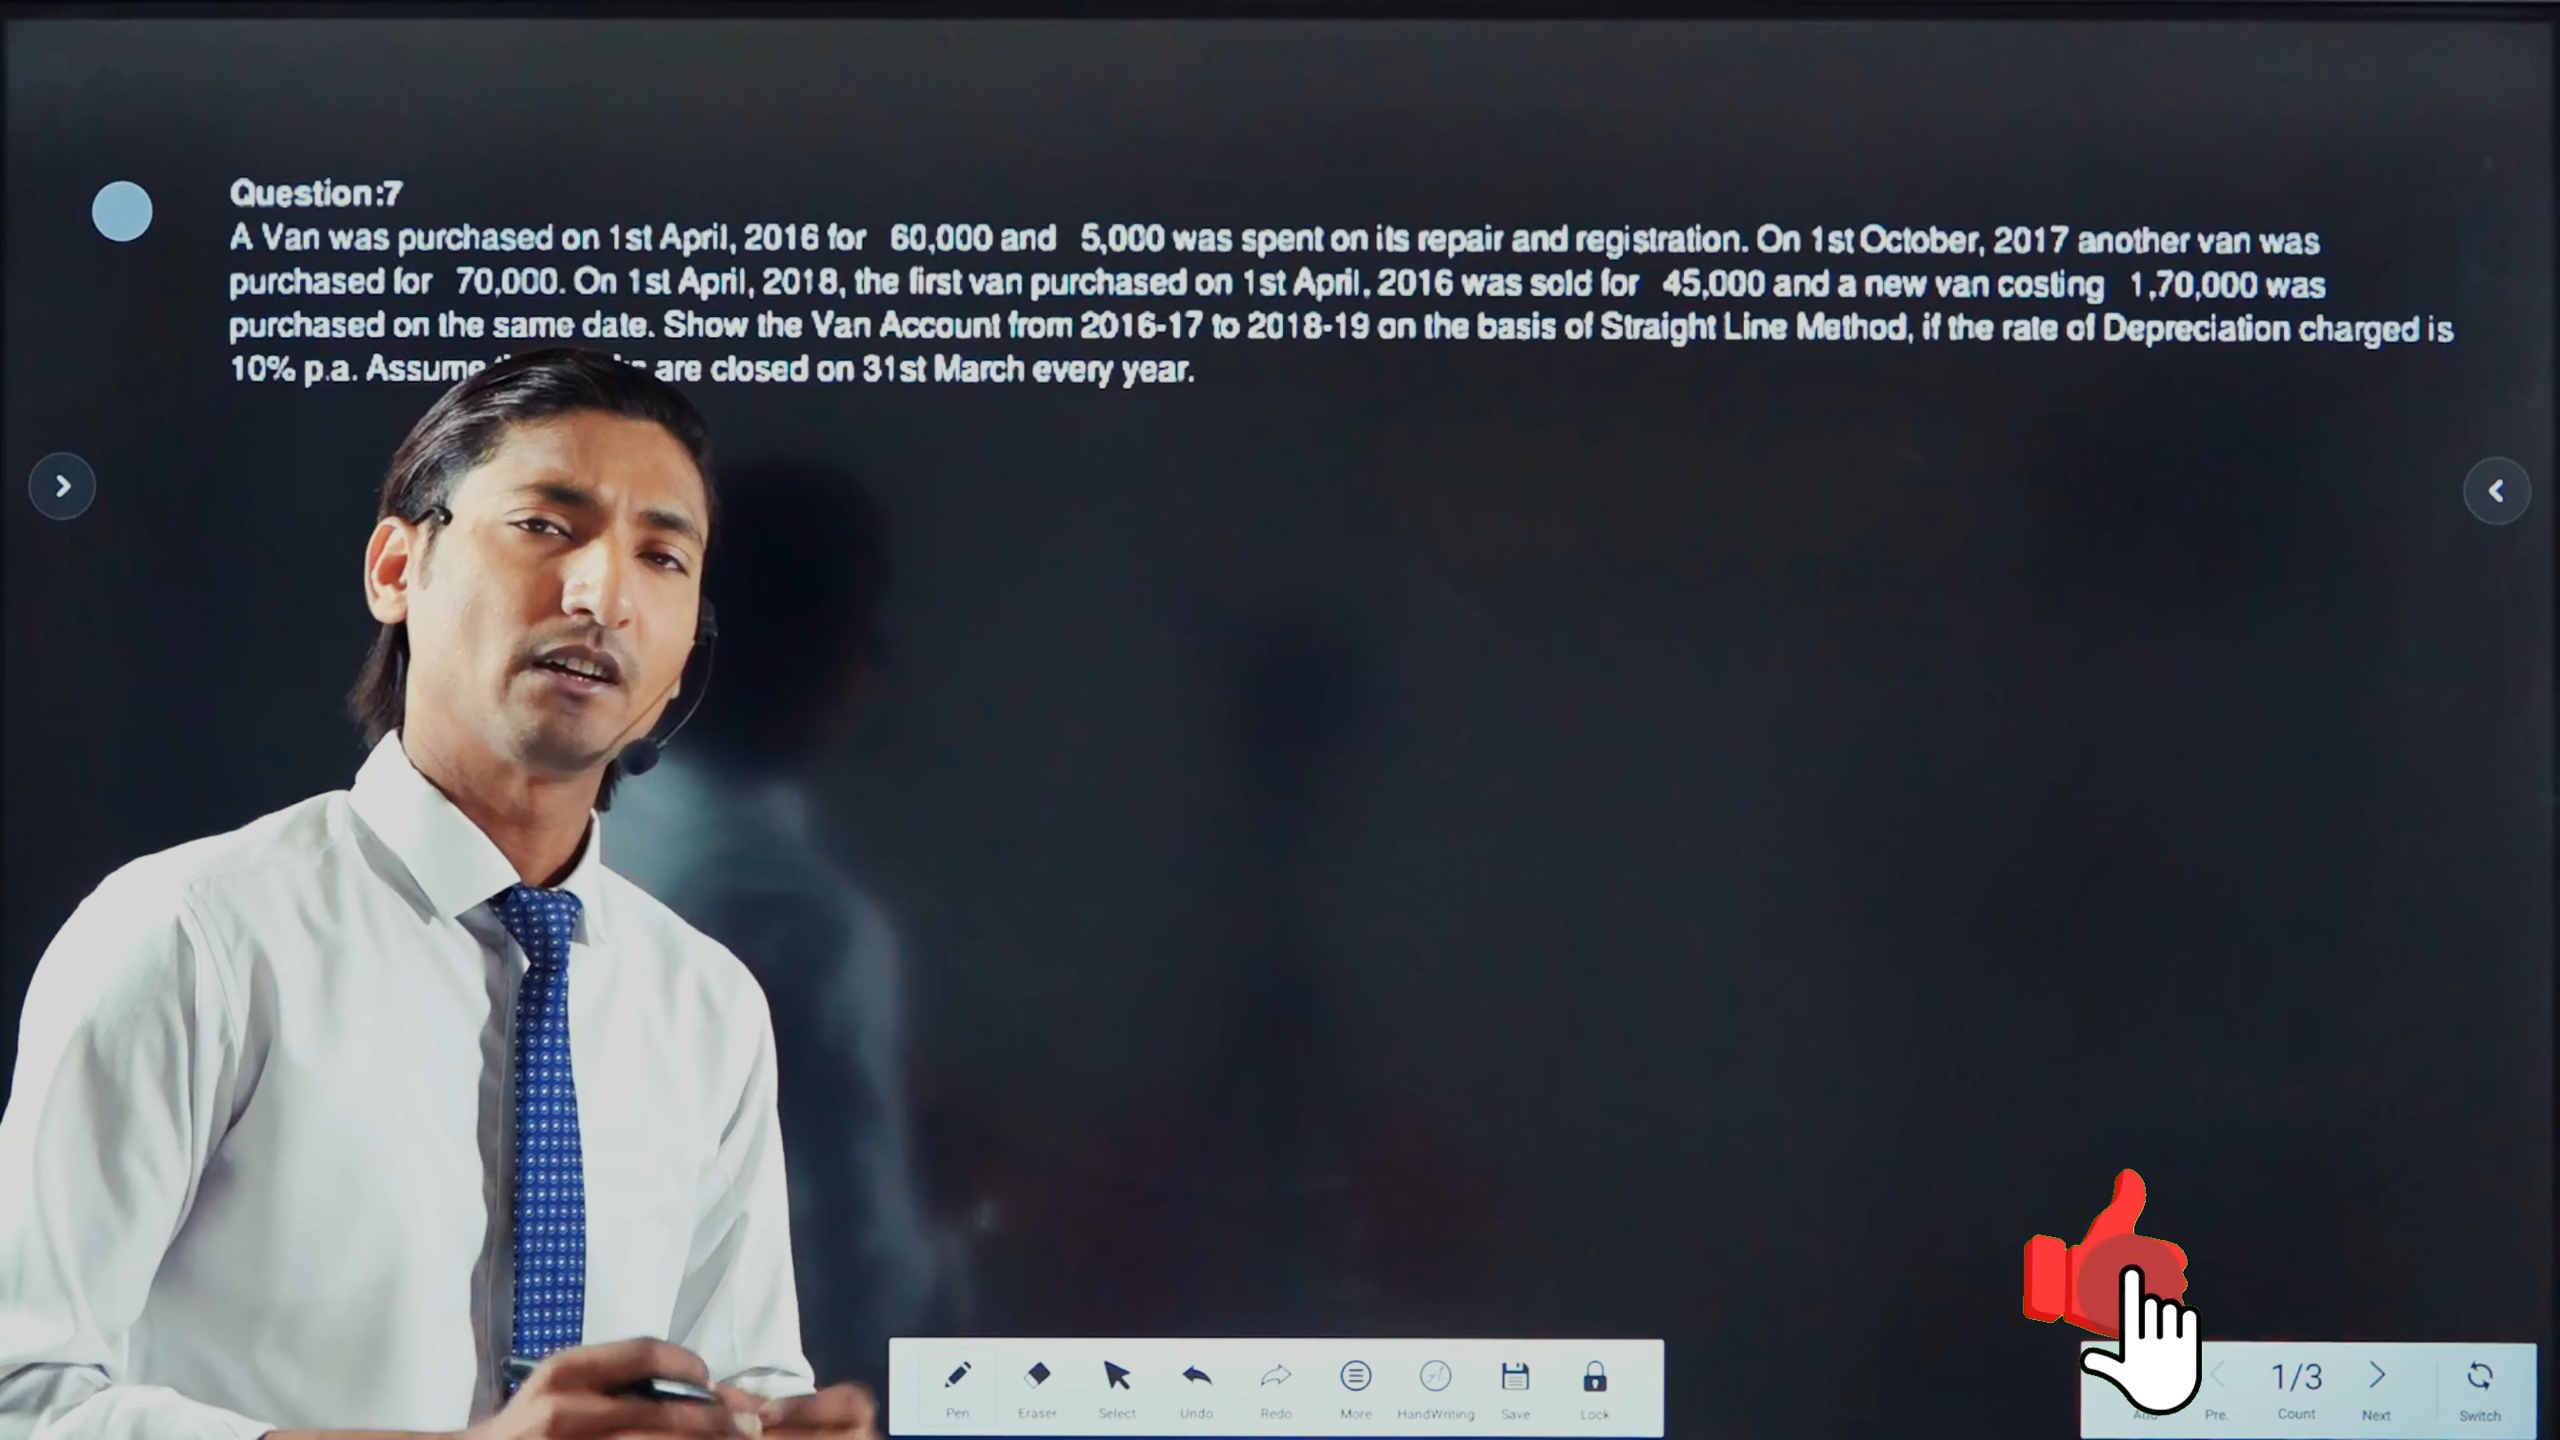 Question:7
A Van was purchased on 1st April, 2016 for 60,000 and 5,000 was spent on its repair and registration. On 1st October, 2017 another van was
purchased for 70,000. On 1st April, 2018, the first van purchased on 1st April, 2016 was sold for 45,000 and a new van costing 1,70,000 was
purchased on the same date. Show the Van Account from 2016-17 to 2018-19 on the basis of Straight Line Method, if the rate of Depreciation charged is
10% p.a. Assume are closed on 31st March every year.
Pen Eraser Select Undo Redo More HandWriting Save Lock
1/3
Pre. Count Next Switch